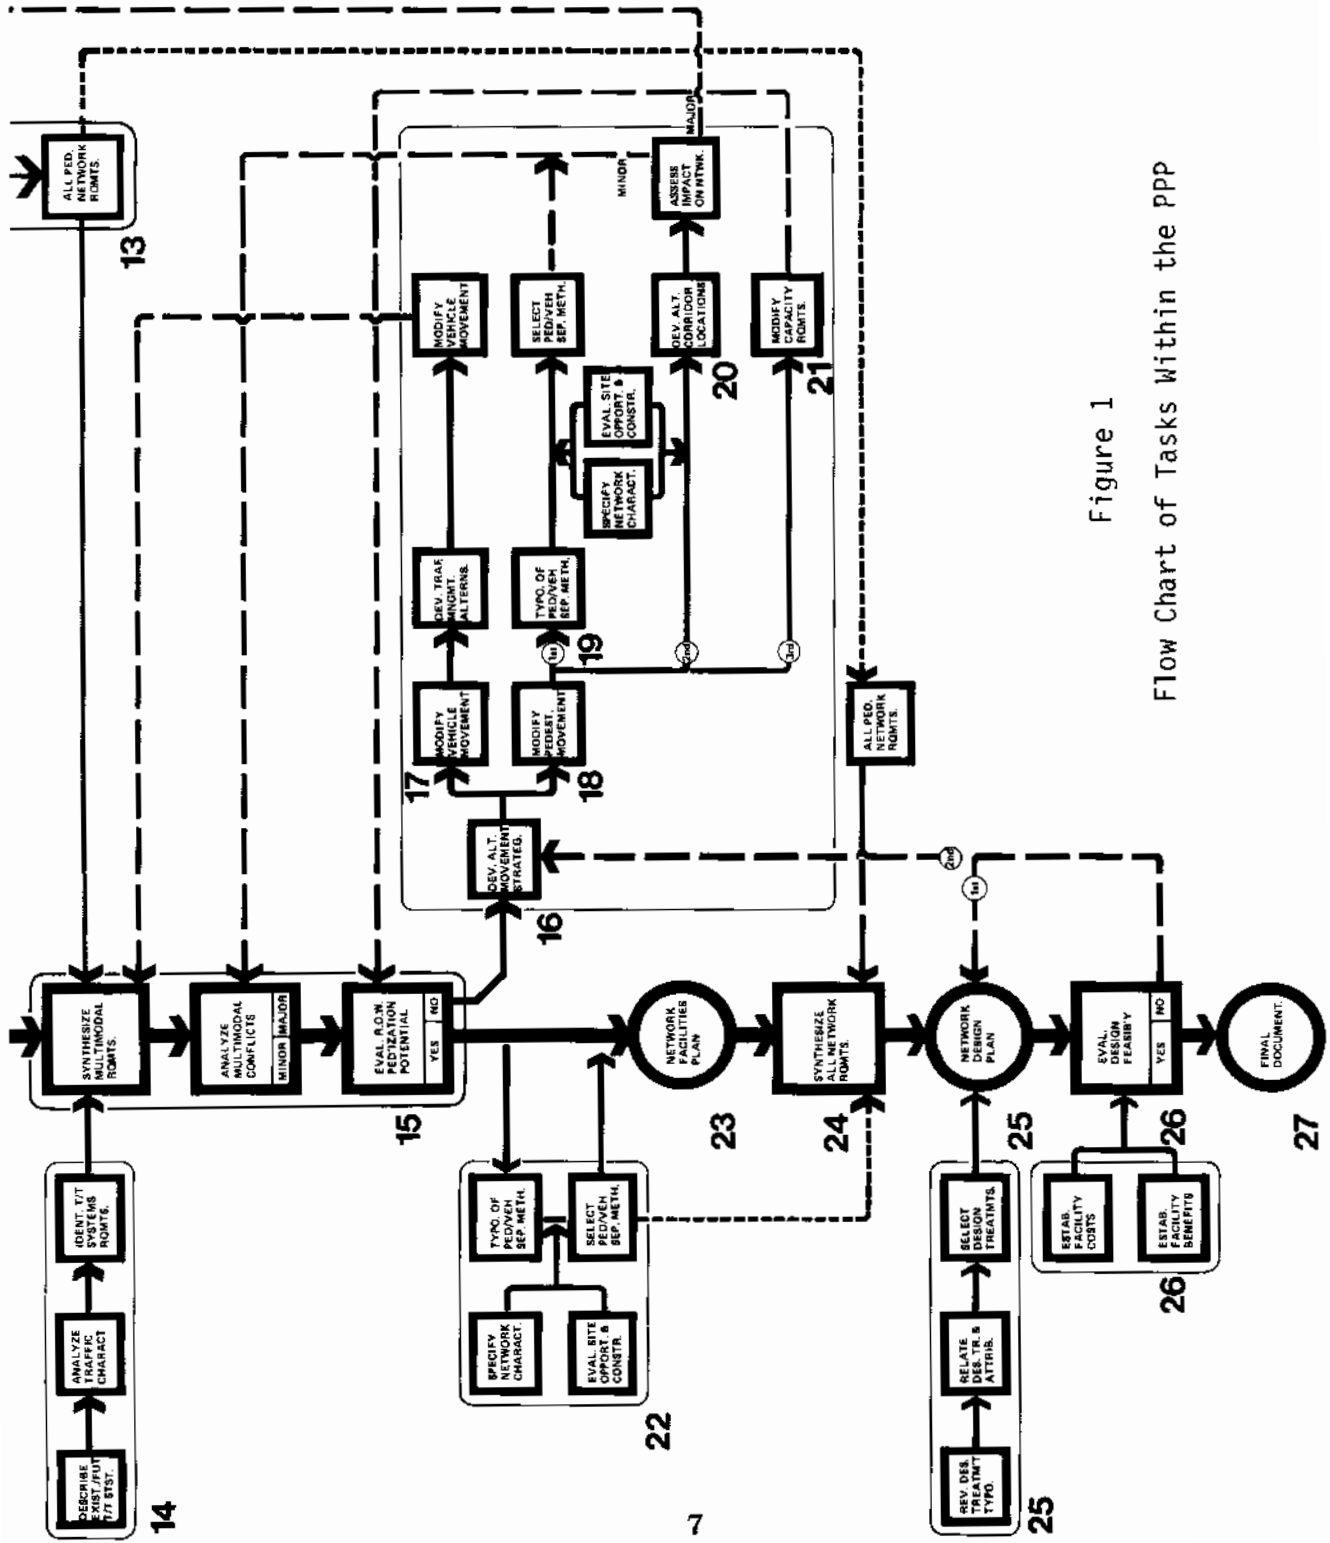 13
ALL PED.
NETWORK
RQMTS.
SYNTHESIZE
MULTIMODAL
RQMTS.
ANALYZE
MULTIMODAL
CONFLICTS
MINOR
MAJOR
EVAL. R.O.W.
PED'IZATION
POTENTIAL
YES
NO
15
14
DESCRIBE
EXIST./FUT
T/T STST.
ANALYZE
TRAFFIC
CHARACT
IDENT. T/T
SYSTEMS
RQMTS.
16
DEV. ALT.
MOVEMENT
STRATEG.
17
MODIFY
VEHICLE
MOVEMENT
DEV. TRAF.
MNGMT.
ALTERNS.
MODIFY
VEHICLE
MOVEMENT
18
MODIFY
PEDEST.
MOVEMENT
1st
19
TYPO. OF
PED/VEH
SEP. METH.
SELECT
PED/VEH
SEP. METH.
SPECIFY
NETWORK
CHARACT.
EVAL. SITE
OPPORT. &
CONSTR.
2nd
20
DEV. ALT.
CORRIDOR
LOCATIONS
ASSESS
IMPACT
ON NTWK.
MINOR
MAJOR
3rd
21
MODIFY
CAPACITY
RQMTS.
22
SPECIFY
NETWORK
CHARACT.
EVAL. SITE
OPPORT. &
CONSTR.
TYPO. OF
PED/VEH
SEP. METH.
SELECT
PED/VEH
SEP. METH.
NETWORK
FACILITIES
PLAN
23
SYNTHESIZE
ALL NETWORK
RQMTS.
24
ALL PED.
NETWORK
RQMTS.
NETWORK
DESIGN
PLAN
25
1st
2nd
25
REV. DES.
TREATM'T
TYPO.
RELATE
DES. TR. &
ATTRIB.
SELECT
DESIGN
TREATMTS.
EVAL.
DESIGN
FEASIB'Y
YES
NO
26
ESTAB.
FACILITY
COSTS
ESTAB.
FACILITY
BENEFITS
26
FINAL
DOCUMENT.
27
Figure 1
Flow Chart of Tasks Within the PPP
7